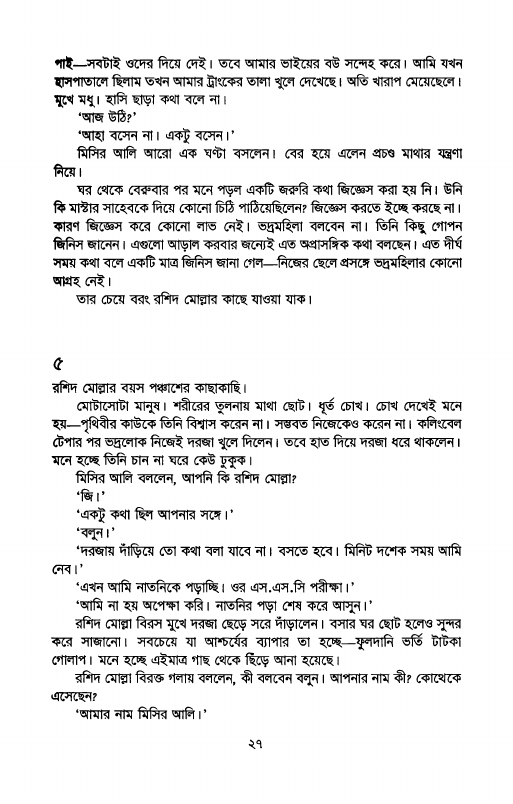 পাই—সবটাই ওদের দিয়ে দেই। তবে আমার ভাইয়ের বউ সন্দেহ করে। আমি যখন
হাসপাতালে ছিলাম তখন আমার ট্রাংকের তালা খুলে দেখেছে। অতি খারাপ মেয়েছেলে।
মুখে মধু। হাসি ছাড়া কথা বলে না।
‘আজ উঠি?’
‘আহা বসেন না। একটু বসেন।’
মিসির আলি আরো এক ঘণ্টা বসলেন। বের হয়ে এলেন প্রচণ্ড মাথার যন্ত্রণা
নিয়ে।
ঘর থেকে বেরুবার পর মনে পড়ল একটি জরুরি কথা জিজ্ঞেস করা হয় নি। উনি
কি মাস্টার সাহেবকে দিয়ে কোনো চিঠি পাঠিয়েছিলেন? জিজ্ঞেস করতে ইচ্ছে করছে না।
কারণ জিজ্ঞেস করে কোনো লাভ নেই। ভদ্রমহিলা বলবেন না। তিনি কিছু গোপন
জিনিস জানেন। এগুলো আড়াল করবার জন্যেই এত অপ্রাসঙ্গিক কথা বলছেন। এত দীর্ঘ
সময় কথা বলে একটি মাত্র জিনিস জানা গেল—নিজের ছেলে প্রসঙ্গে ভদ্রমহিলার কোনো
আগ্রহ নেই।
তার চেয়ে বরং রশিদ মোল্লার কাছে যাওয়া যাক।
৫
রশিদ মোল্লার বয়স পঞ্চাশের কাছাকাছি।
মোটাসোটা মানুষ। শরীরের তুলনায় মাথা ছোট। ধূর্ত চোখ। চোখ দেখেই মনে
হয়—পৃথিবীর কাউকে তিনি বিশ্বাস করেন না। সম্ভবত নিজেকেও করেন না। কলিংবেল
টেপার পর ভদ্রলোক নিজেই দরজা খুলে দিলেন। তবে হাত দিয়ে দরজা ধরে থাকলেন।
মনে হচ্ছে তিনি চান না ঘরে কেউ ঢুকুক।
মিসির আলি বললেন, আপনি কি রশিদ মোল্লা?
‘জি।’
‘একটু কথা ছিল আপনার সঙ্গে।’
‘বলুন।’
‘দরজায় দাঁড়িয়ে তো কথা বলা যাবে না। বসতে হবে। মিনিট দশেক সময় আমি
নেব।’
‘এখন আমি নাতনিকে পড়াচ্ছি। ওর এস.এস.সি পরীক্ষা।’
‘আমি না হয় অপেক্ষা করি। নাতনির পড়া শেষ করে আসুন।’
রশিদ মোল্লা বিরস মুখে দরজা ছেড়ে সরে দাঁড়ালেন। বসার ঘর ছোট হলেও সুন্দর
করে সাজানো। সবচেয়ে যা আশ্চর্যের ব্যাপার তা হচ্ছে—ফুলদানি ভর্তি টাটকা
গোলাপ। মনে হচ্ছে এইমাত্র গাছ থেকে ছিঁড়ে আনা হয়েছে।
রশিদ মোল্লা বিরক্ত গলায় বললেন, কী বলবেন বলুন। আপনার নাম কী? কোথেকে
এসেছেন?
‘আমার নাম মিসির আলি।’
২৭